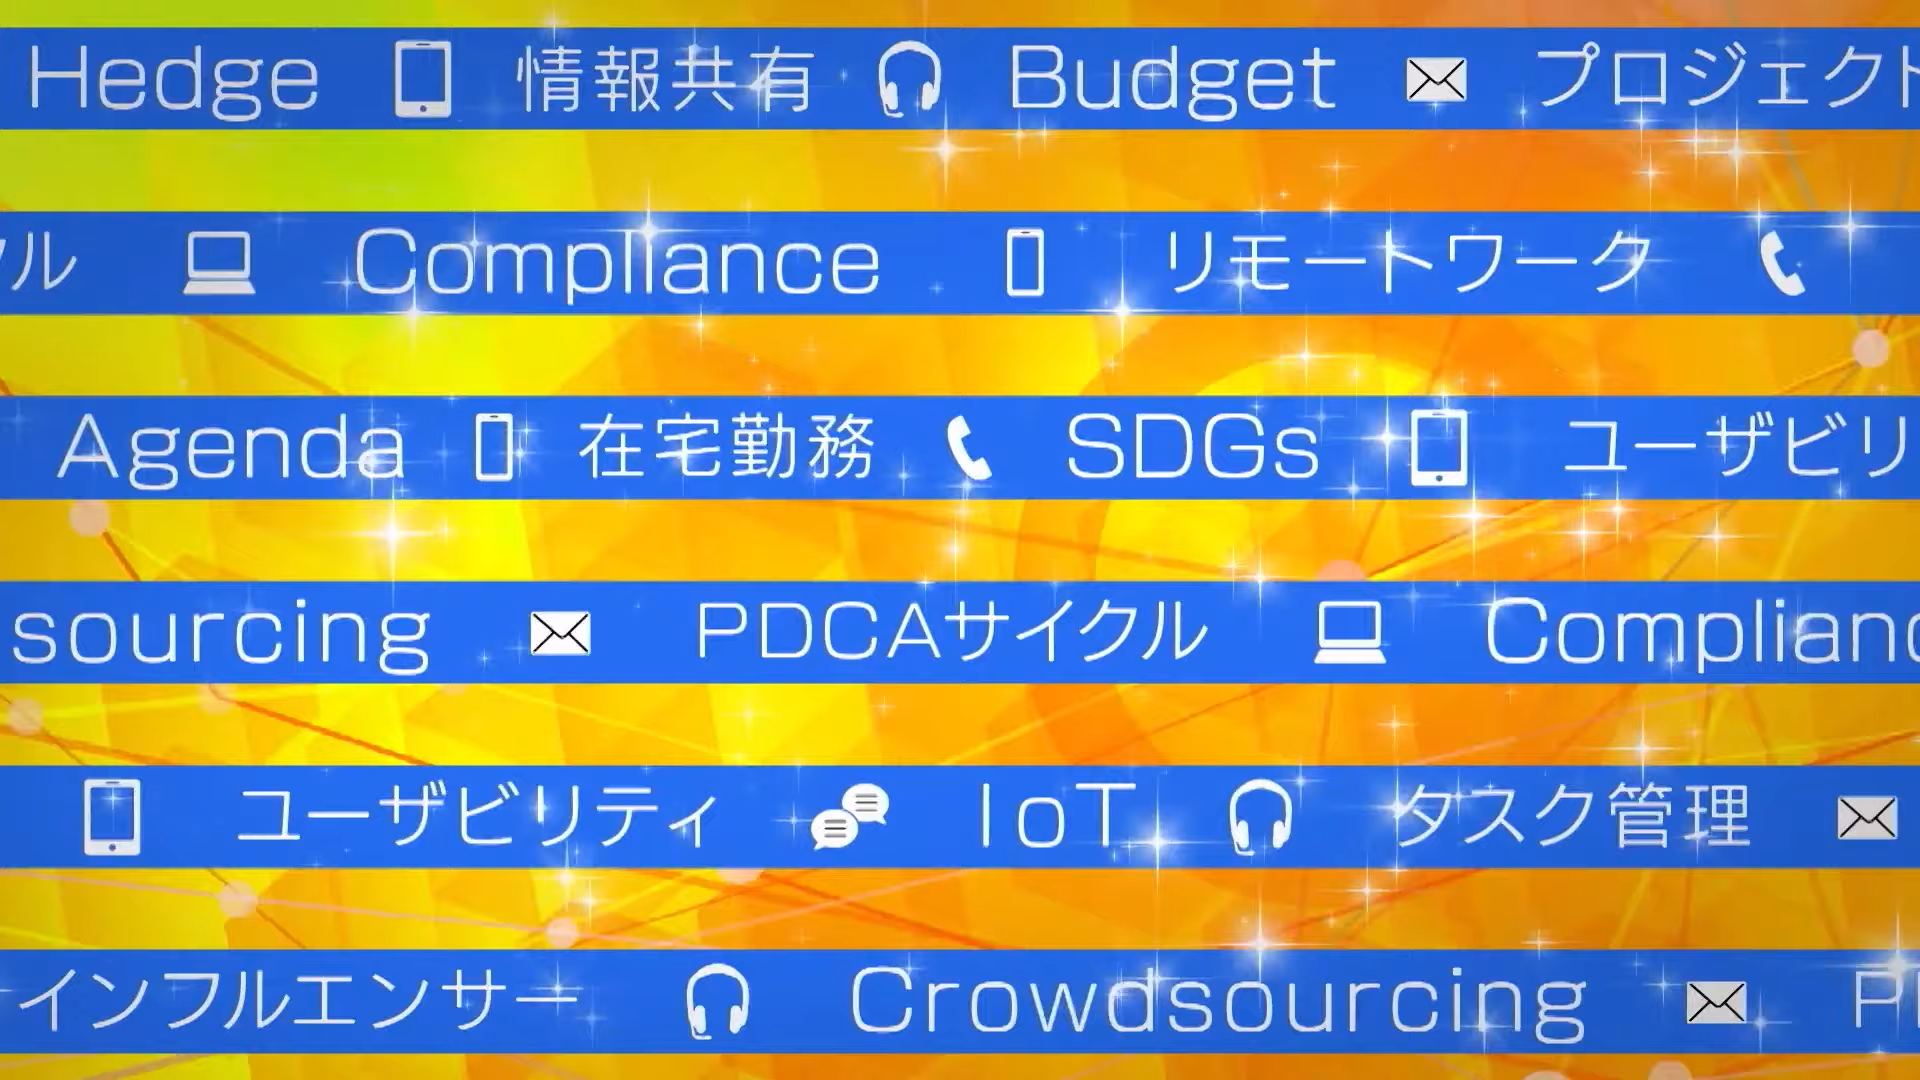 Hedge 情報共有 Budget プロジェクト
ル Compliance リモートワーク
Agenda 在宅勤務 SDGs ユーザビリ
sourcing PDCAサイクル Complianc
ユーザビリティ IoT タスク管理
インフルエンサー Crowdsourcing P